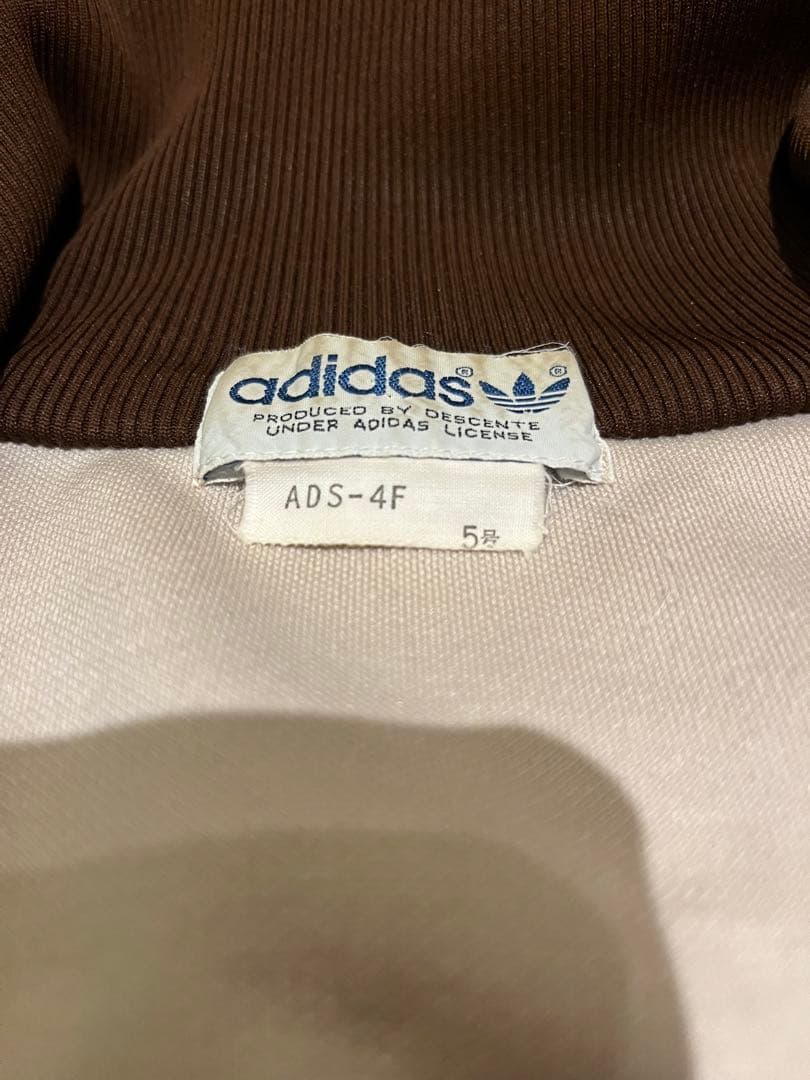 adidas®
PRODUCED BY DESCENTE
UNDER ADIDAS LICENSE
ADS-4F
5号